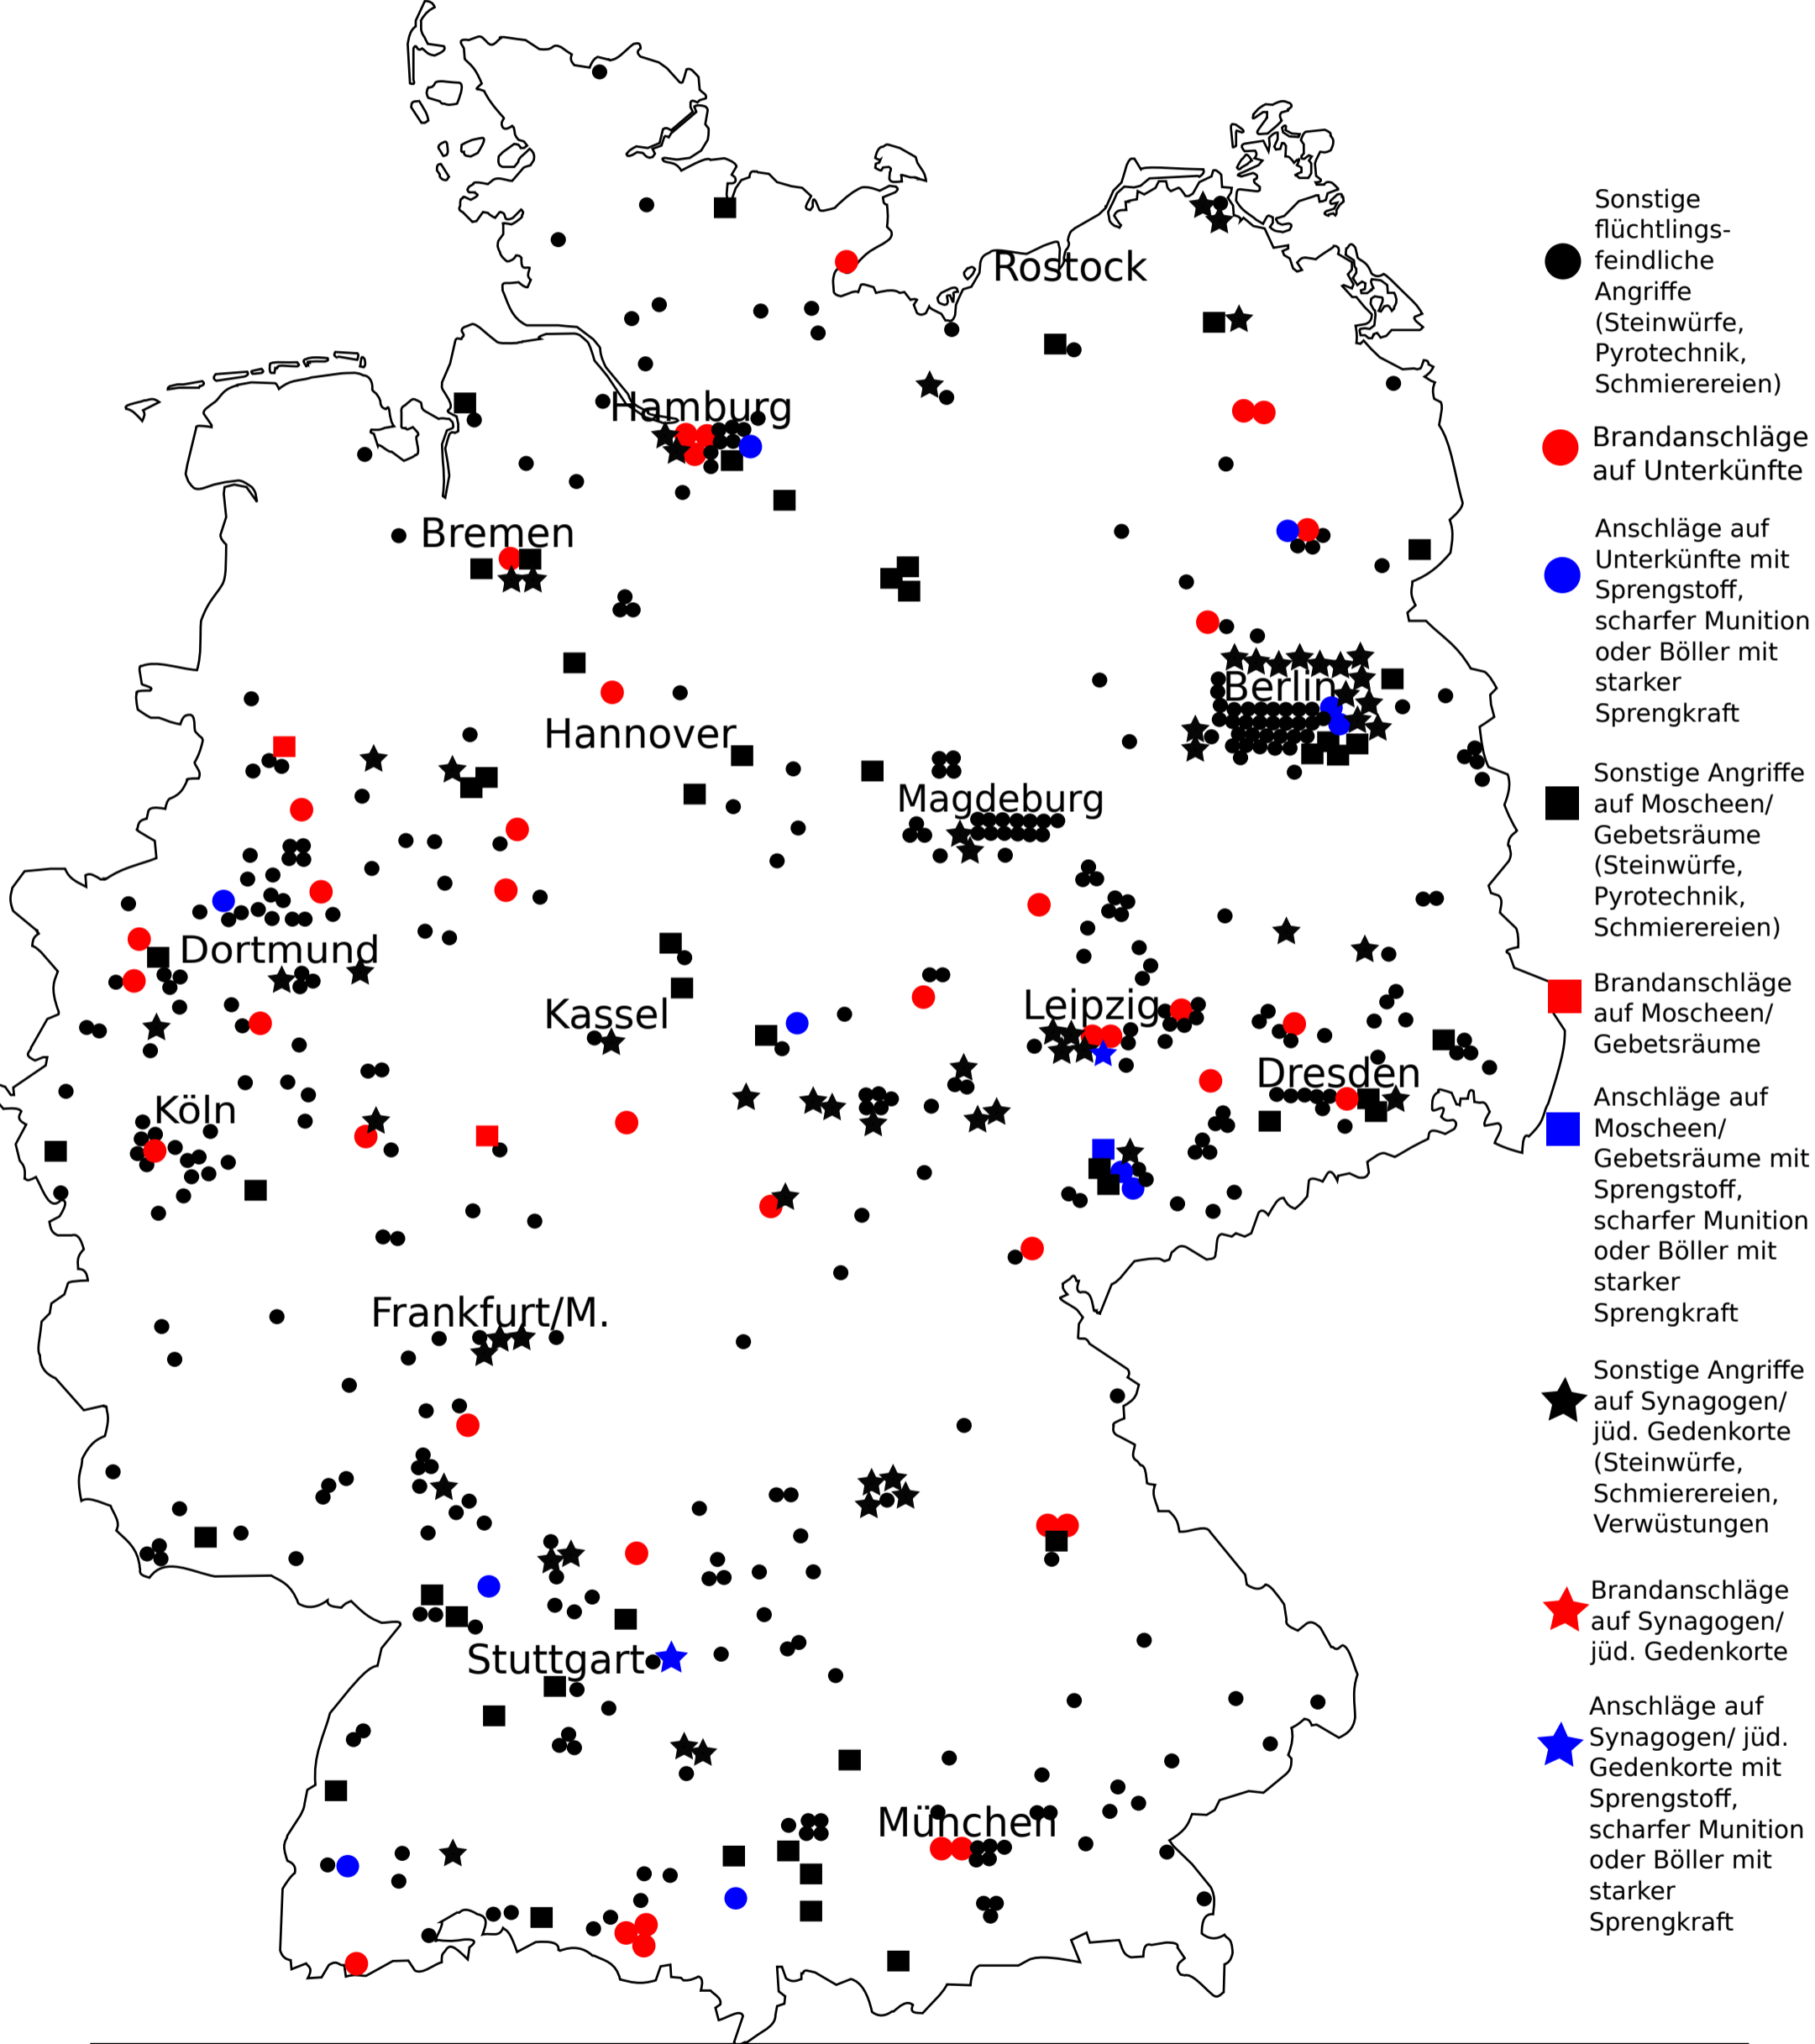 Rostock
Hamburg
Bremen
Berlin
Hannover
Magdeburg
Dortmund
Kassel
Leipzig
Dresden
Köln
Frankfurt/M.
Stuttgart
München
Sonstige
flüchtlings-
feindliche
Angriffe
(Steinwürfe,
Pyrotechnik,
Schmierereien)
Brandanschläge
auf Unterkünfte
Anschläge auf
Unterkünfte mit
Sprengstoff,
scharfer Munition
oder Böller mit
starker
Sprengkraft
Sonstige Angriffe
auf Moscheen/
Gebetsräume
(Steinwürfe,
Pyrotechnik,
Schmierereien)
Brandanschläge
auf Moscheen/
Gebetsräume
Anschläge auf
Moscheen/
Gebetsräume mit
Sprengstoff,
scharfer Munition
oder Böller mit
starker
Sprengkraft
Sonstige Angriffe
auf Synagogen/
jüd. Gedenkorte
(Steinwürfe,
Schmierereien,
Verwüstungen
Brandanschläge
auf Synagogen/
jüd. Gedenkorte
Anschläge auf
Synagogen/ jüd.
Gedenkorte mit
Sprengstoff,
scharfer Munition
oder Böller mit
starker
Sprengkraft